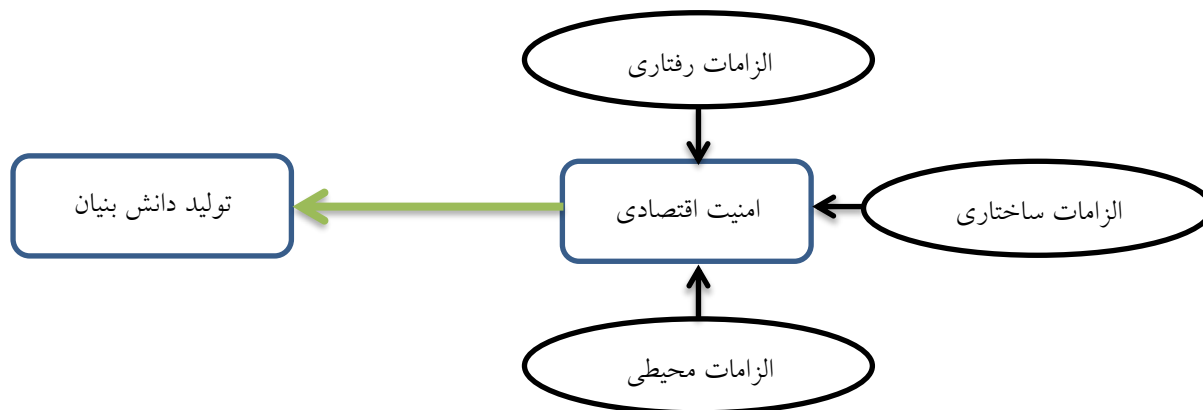 الزامات رفتاری
الزامات ساختاری
امنیت اقتصادی
تولید دانش بنیان
الزامات محیطی